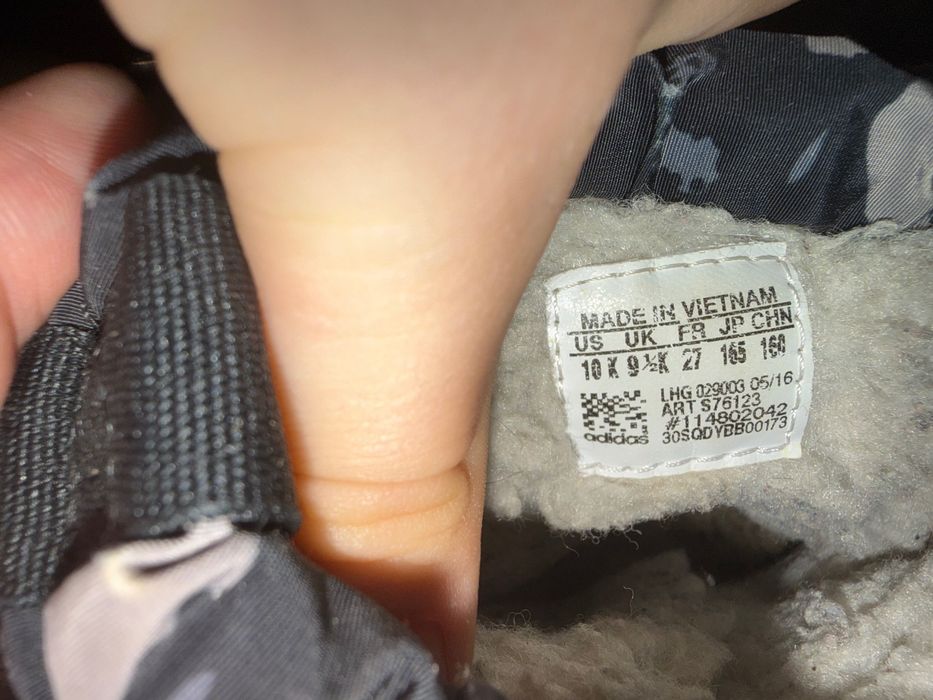 MADE IN VIETNAM
US UK FR JP CHN
10 K 9 ½K 27 165 160
LHG 029003 05/16
ART S76123
#114802042
adidas 30SQDYBB00173